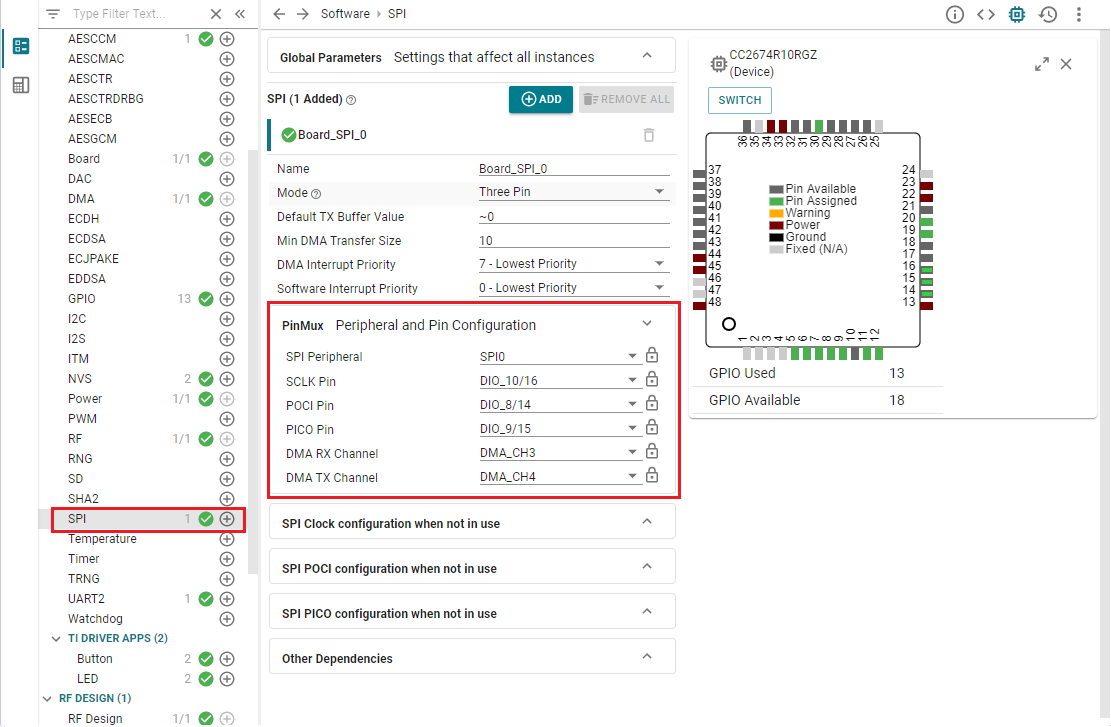 Type Filter Text...
AESCCM 1
AESCMAC
AESCTR
AESCTRDRBG
AESECB
AESGCM
Board 1/1
DAC
DMA 1/1
ECDH
ECDSA
ECJPAKE
EDDSA
GPIO 13
I2C
I2S
ITM
NVS 2
Power 1/1
PWM
RF 1/1
RNG
SD
SHA2
SPI 1
Temperature
Timer
TRNG
UART2 1
Watchdog
TI DRIVER APPS (2)
Button 2
LED 2
RF DESIGN (1)
RF Design 1/1
Software › SPI
Global Parameters Settings that affect all instances
SPI (1 Added)
ADD
REMOVE ALL
Board_SPI_0
Name Board_SPI_0
Mode Three Pin
Default TX Buffer Value ~0
Min DMA Transfer Size 10
DMA Interrupt Priority 7 - Lowest Priority
Software Interrupt Priority 0 - Lowest Priority
PinMux Peripheral and Pin Configuration
SPI Peripheral SPI0
SCLK Pin DIO_10/16
POCI Pin DIO_8/14
PICO Pin DIO_9/15
DMA RX Channel DMA_CH3
DMA TX Channel DMA_CH4
SPI Clock configuration when not in use
SPI POCI configuration when not in use
SPI PICO configuration when not in use
Other Dependencies
CC2674R10RGZ
(Device)
SWITCH
36 35 34 33 32 31 30 29 28 27 26 25
37
38
39
40
41
42
43
44
45
46
47
48
Pin Available
Pin Assigned
Warning
Power
Ground
Fixed (N/A)
24
23
22
21
20
19
18
17
16
15
14
13
1 2 3 4 5 6 7 8 9 10 11 12
GPIO Used 13
GPIO Available 18